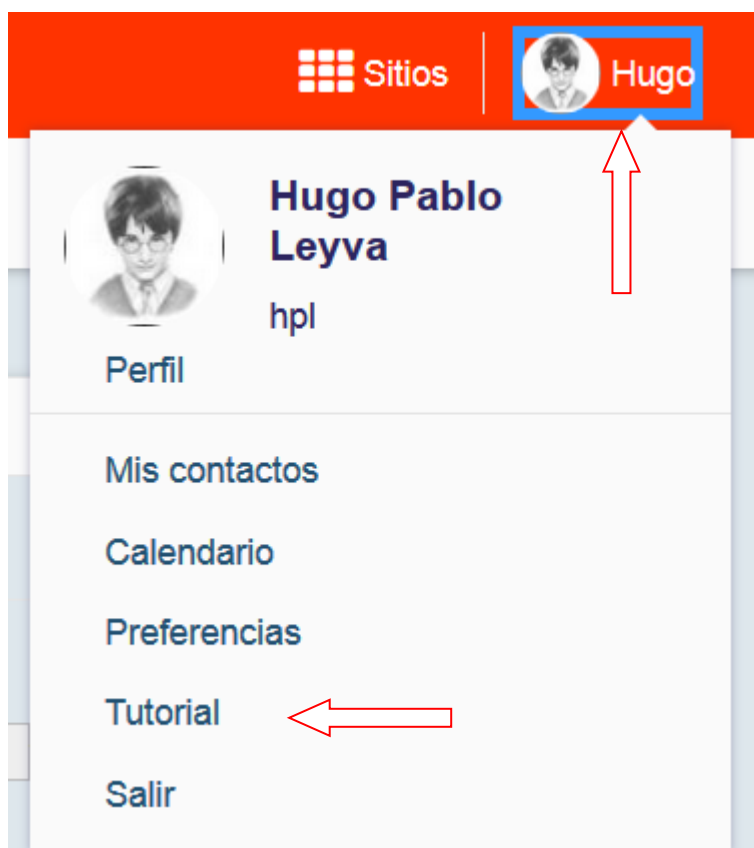 Sitios
Hugo
Hugo Pablo
Leyva
hpl
Perfil
Mis contactos
Calendario
Preferencias
Tutorial
Salir